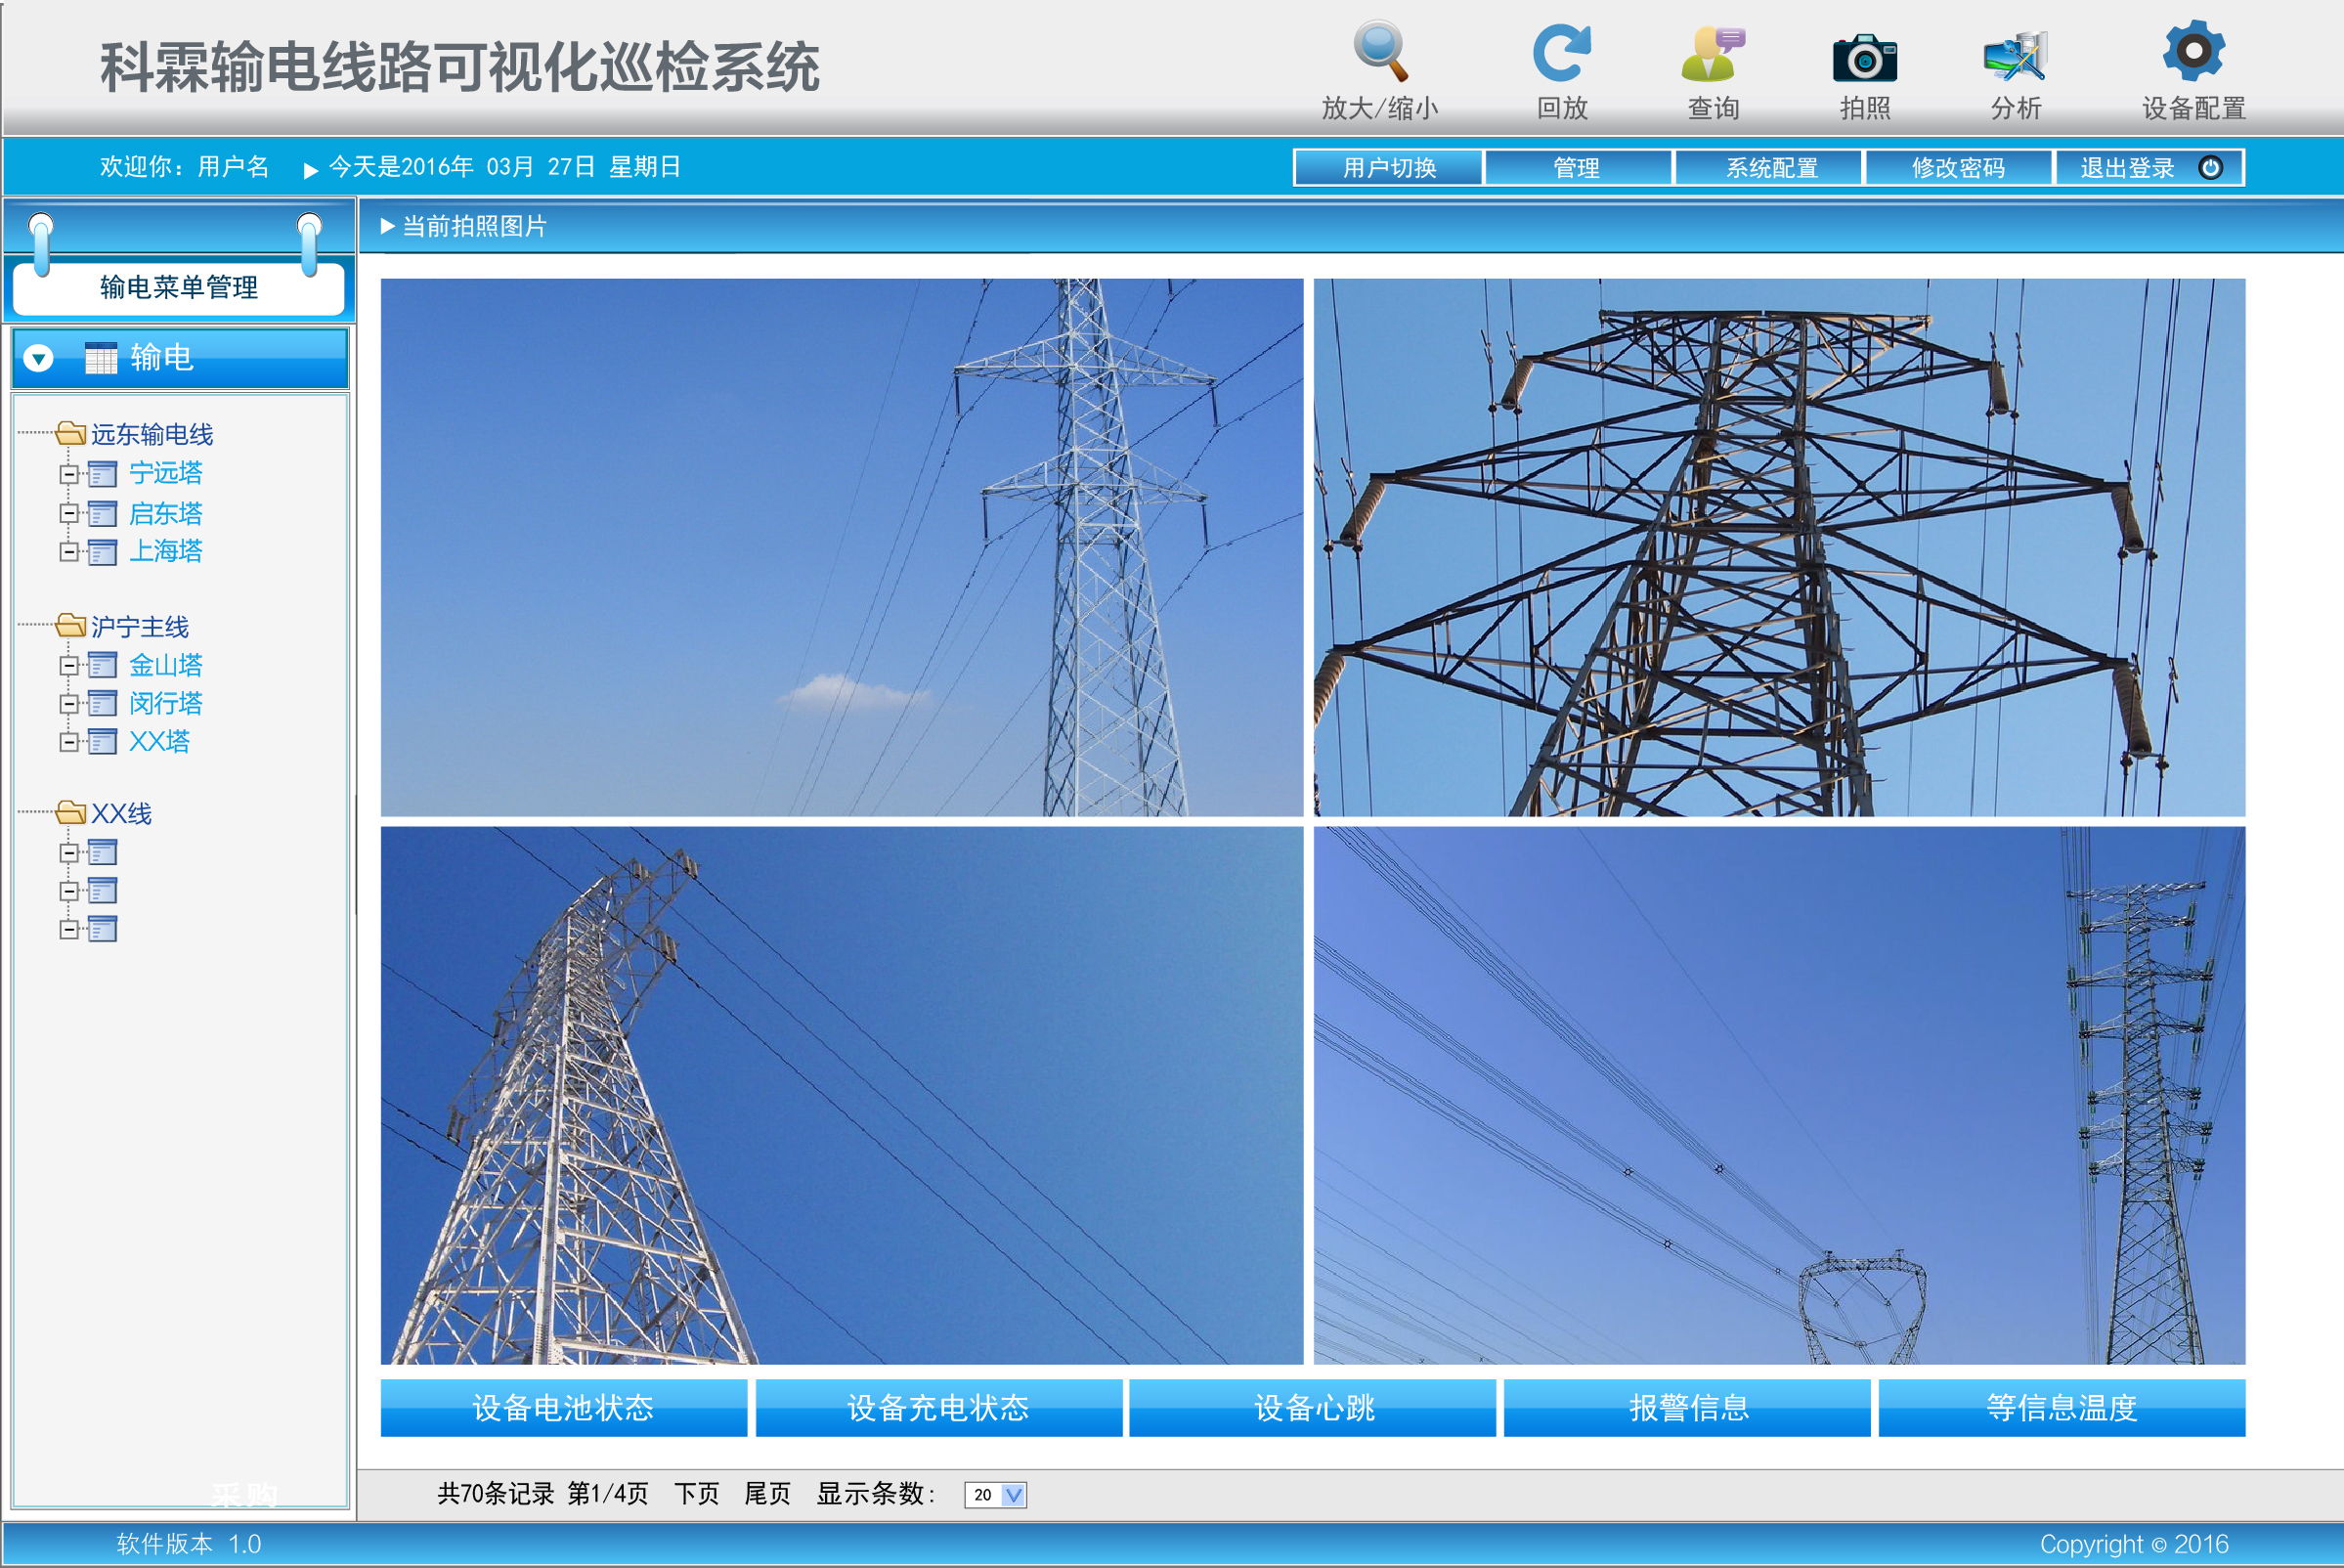 科霖输电线路可视化巡检系统
放大/缩小 回放 查询 拍照 分析 设备配置
欢迎你：用户名 今天是2016年 03月 27日 星期日
用户切换 管理 系统配置 修改密码 退出登录
当前拍照图片
输电菜单管理
输电
远东输电线
宁远塔
启东塔
上海塔
沪宁主线
金山塔
闵行塔
XX塔
XX线
设备电池状态 设备充电状态 设备心跳 报警信息 等信息温度
采购
共70条记录 第1/4页 下页 尾页 显示条数： 20
软件版本 1.0
Copyright © 2016